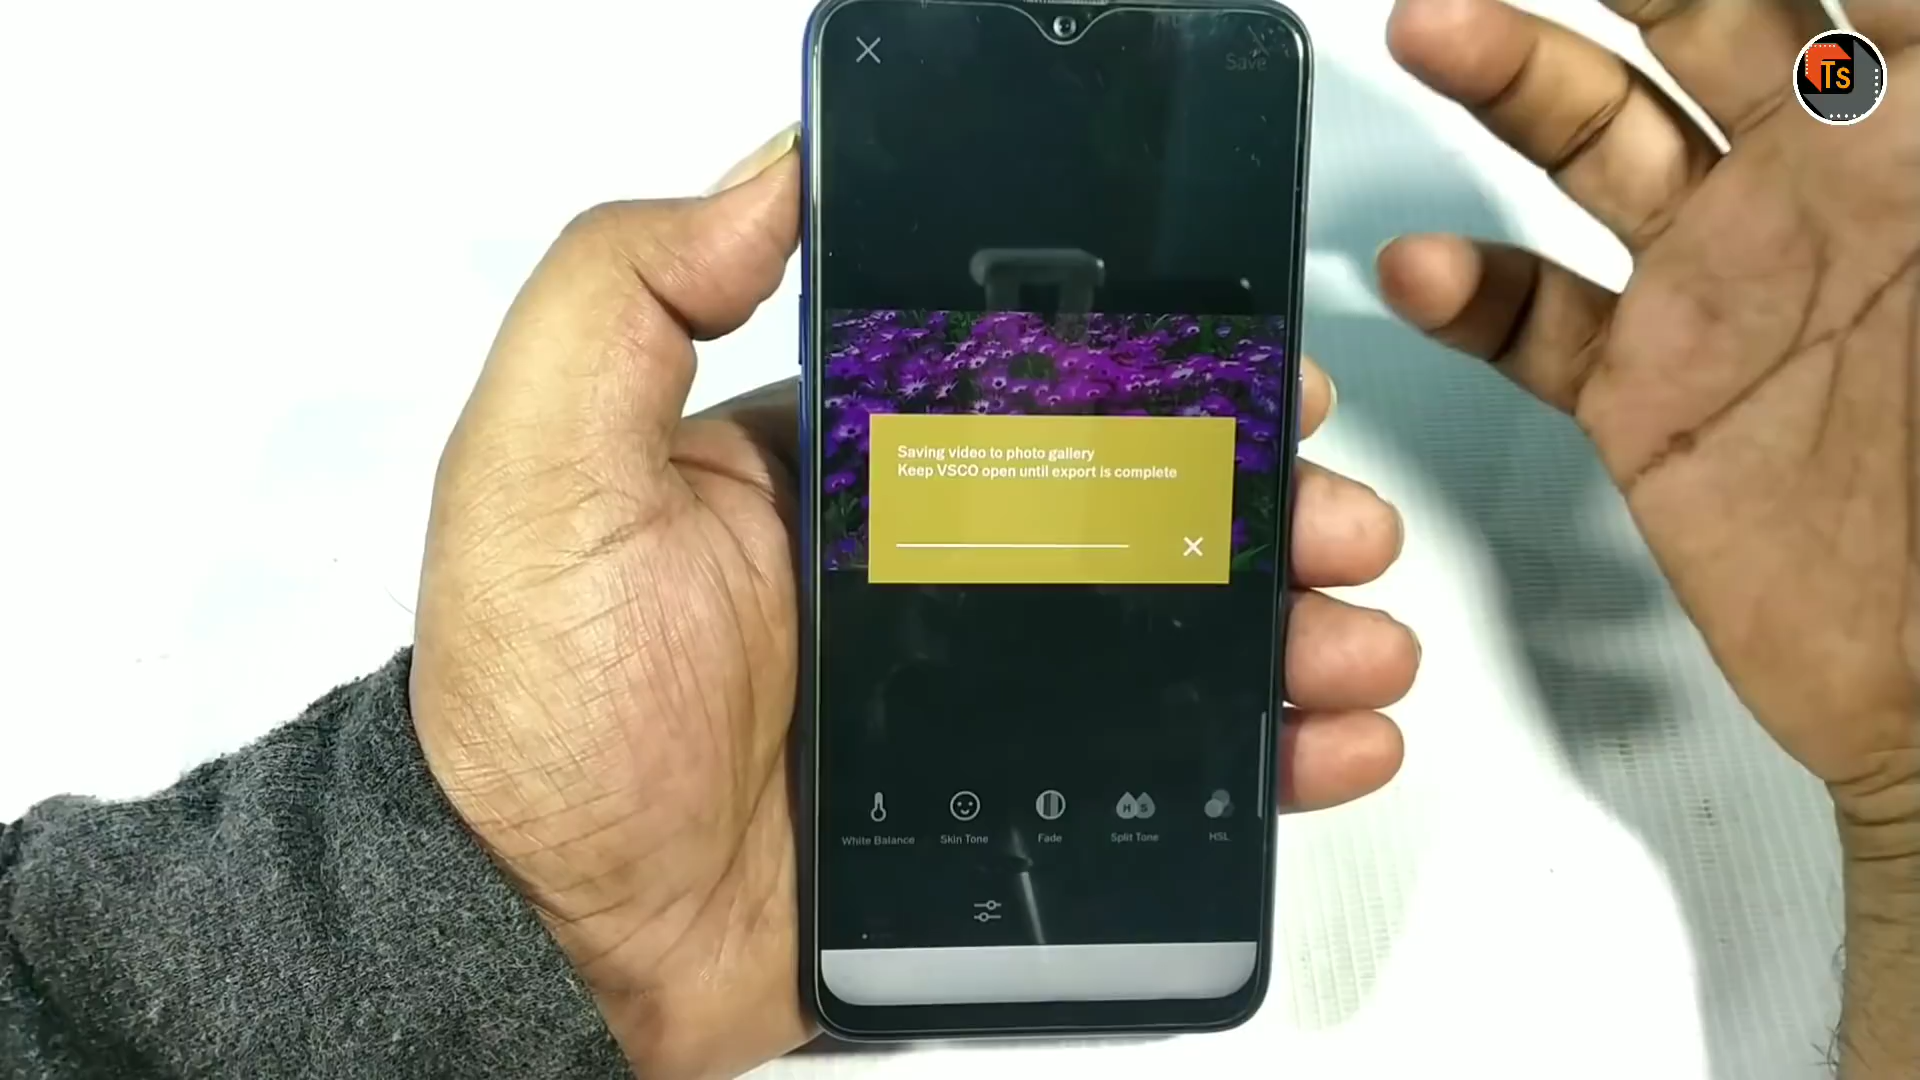 Save
Ts
Saving video to photo gallery
Keep VSCO open until export is complete
White Balance
Skin Tone
Fade
H S
Split Tone
HSL